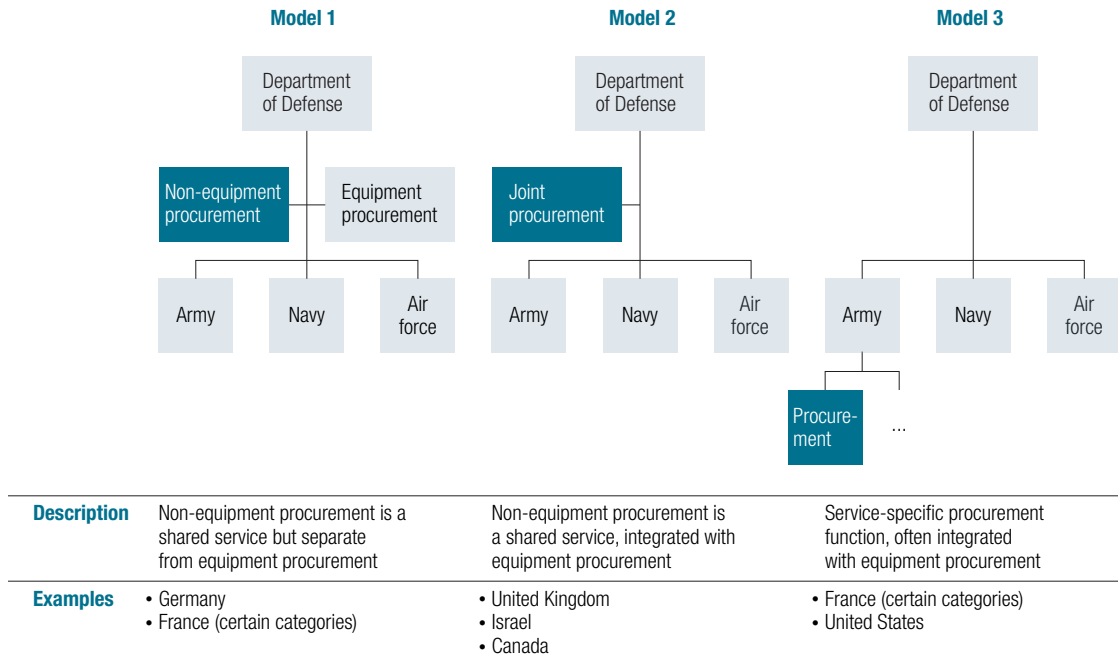 Model 1
Model 2
Model 3
Department
of Defense
Department
of Defense
Department
of Defense
Non-equipment
procurement
Equipment
procurement
Joint
procurement
Army
Navy
Air
force
Army
Navy
Air
force
Army
Navy
Air
force
Procure-
ment
...
Description
Non-equipment procurement is a
shared service but separate
from equipment procurement
Non-equipment procurement is
a shared service, integrated with
equipment procurement
Service-specific procurement
function, often integrated
with equipment procurement
Examples
• Germany
• France (certain categories)
• United Kingdom
• Israel
• Canada
• France (certain categories)
• United States